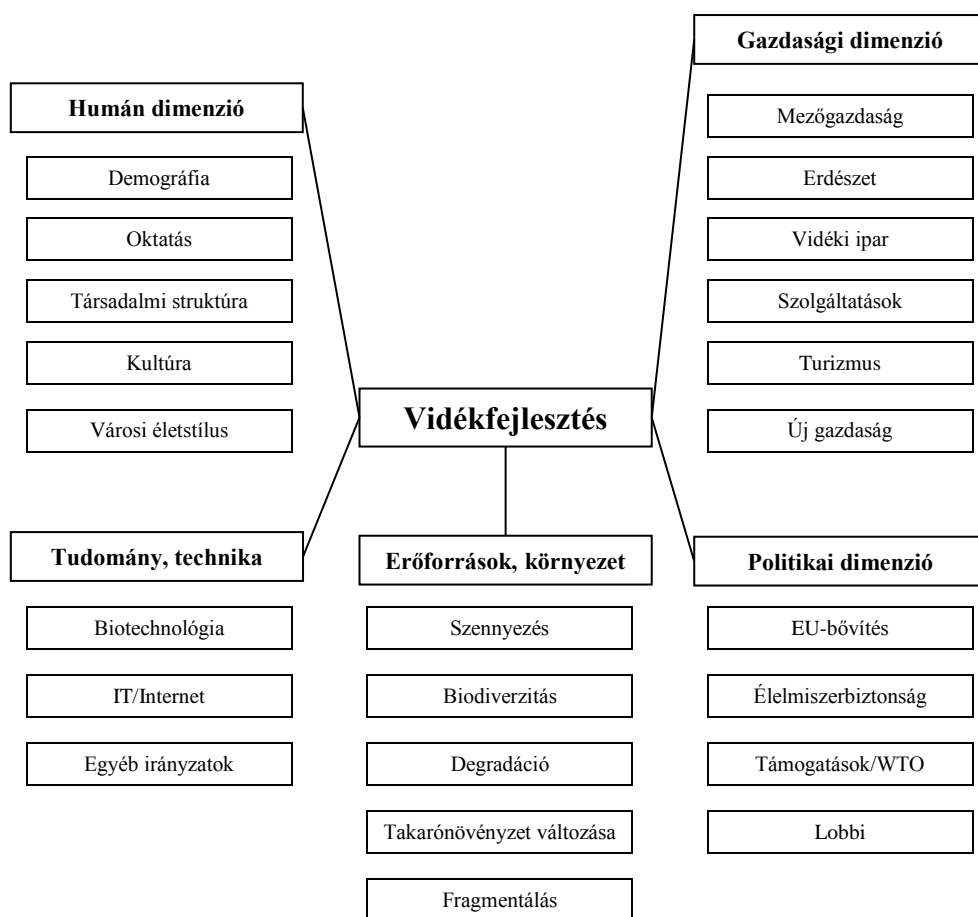 Humán dimenzió
Demográfia
Oktatás
Társadalmi struktúra
Kultúra
Városi életstílus
Gazdasági dimenzió
Mezőgazdaság
Erdészet
Vidéki ipar
Szolgáltatások
Turizmus
Új gazdaság
Vidékfejlesztés
Tudomány, technika
Biotechnológia
IT/Internet
Egyéb irányzatok
Erőforrások, környezet
Szennyezés
Biodiverzitás
Degradáció
Takarónövényzet változása
Fragmentálás
Politikai dimenzió
EU-bővítés
Élelmiszerbiztonság
Támogatások/WTO
Lobbi